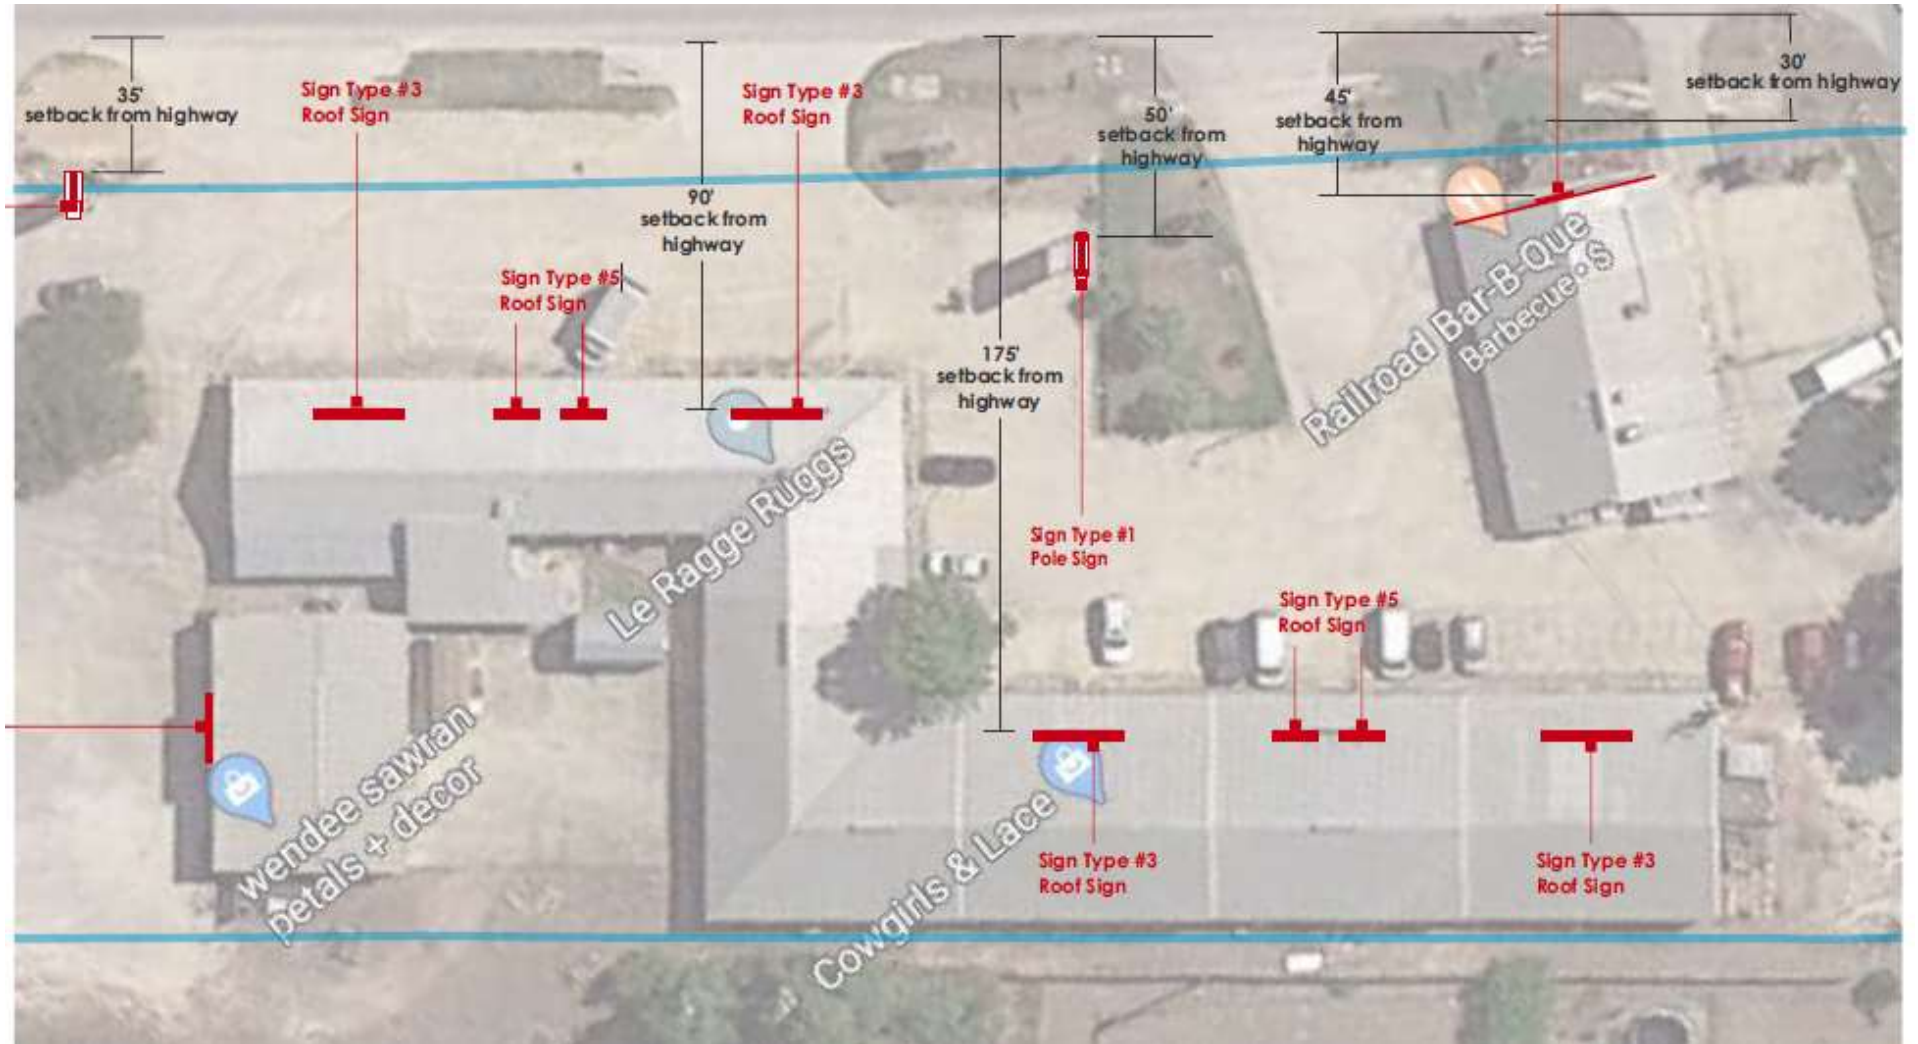 35'
setback from highway
Sign Type #3
Roof Sign
Sign Type #3
Roof Sign
50'
setback from
highway
45'
setback from
highway
30'
setback from highway
90'
setback from
highway
Sign Type #5
Roof Sign
175'
setback from
highway
Railroad Bar-B-Que
Barbecue • $
Le Ragge Ruggs
Sign Type #1
Pole Sign
Sign Type #5
Roof Sign
wendee sawran
petals + decor
Cowgirls & Lace
Sign Type #3
Roof Sign
Sign Type #3
Roof Sign